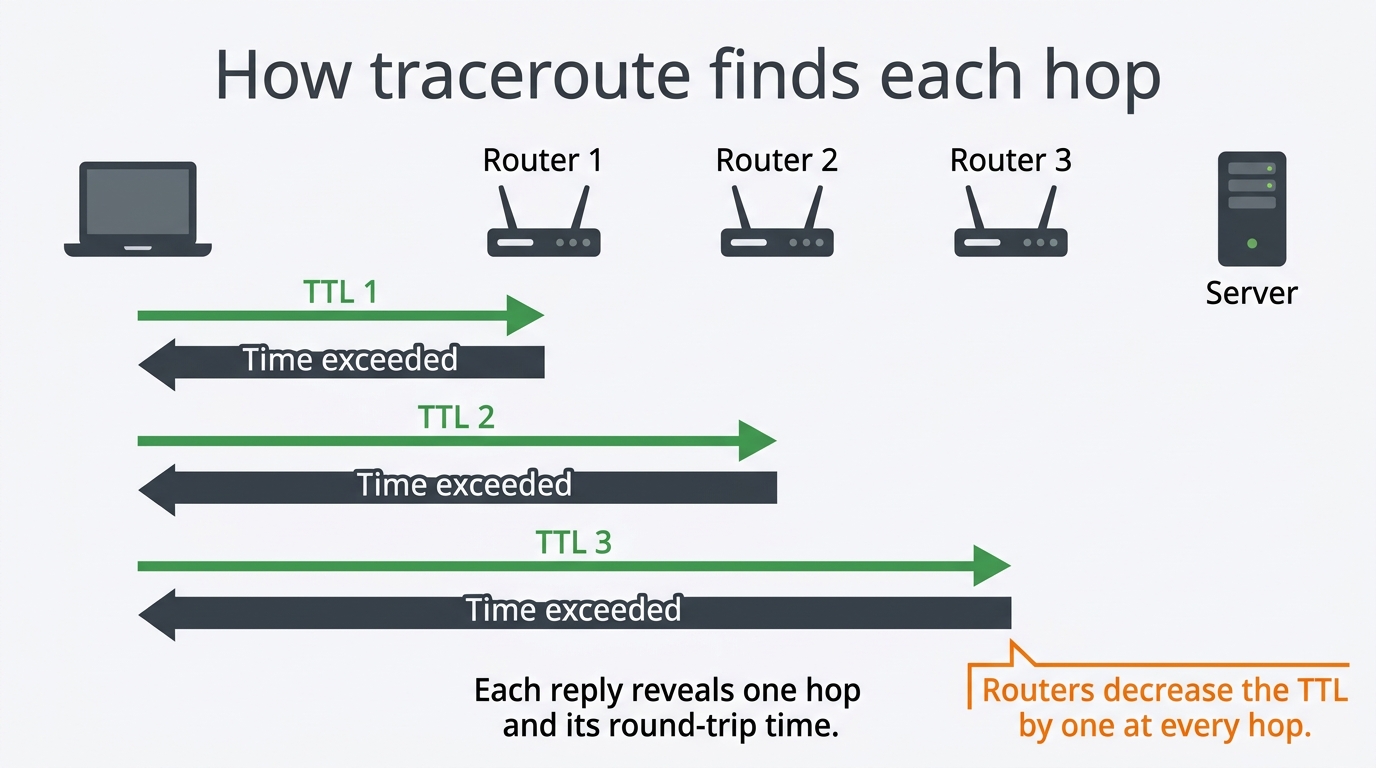 How traceroute finds each hop
Router 1
Router 2
Router 3
Server
TTL 1
Time exceeded
TTL 2
Time exceeded
TTL 3
Time exceeded
Each reply reveals one hop
and its round-trip time.
Routers decrease the TTL
by one at every hop.